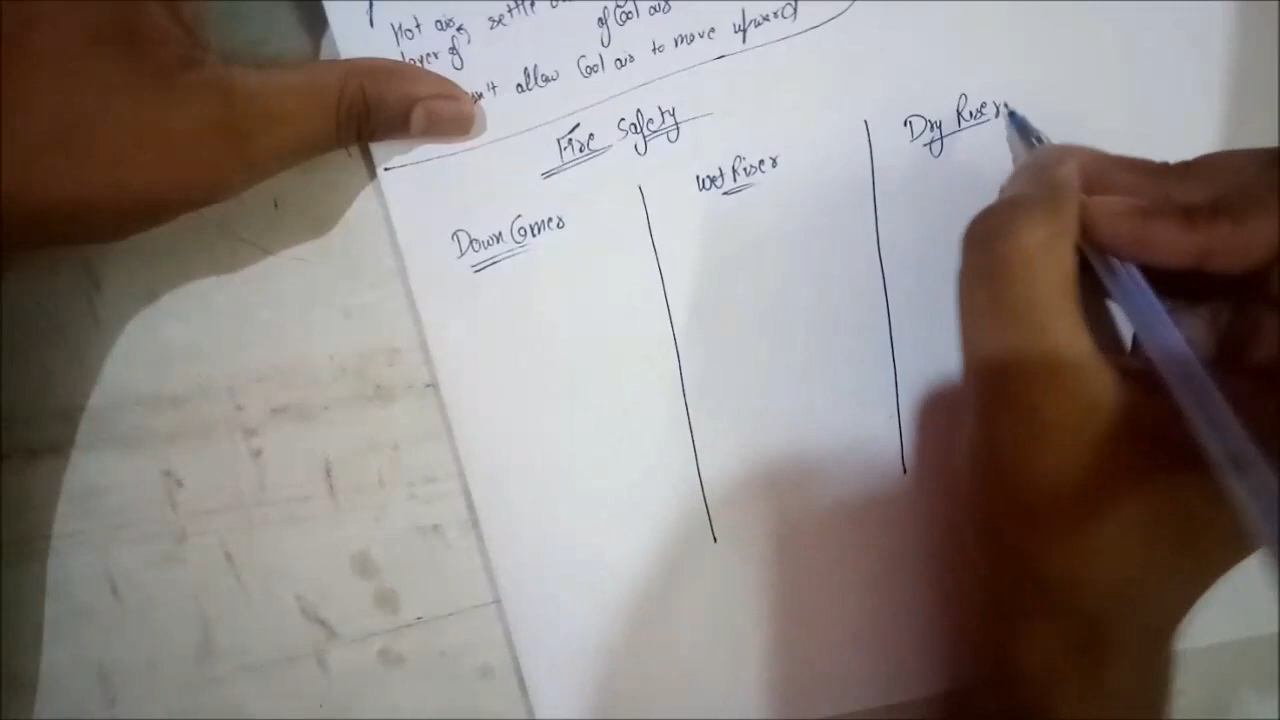 Hot air settle
layer of of Cool air
n't allow Cool air to move upward
Fire Safety
Down Comer
Wet Riser
Dry Riser